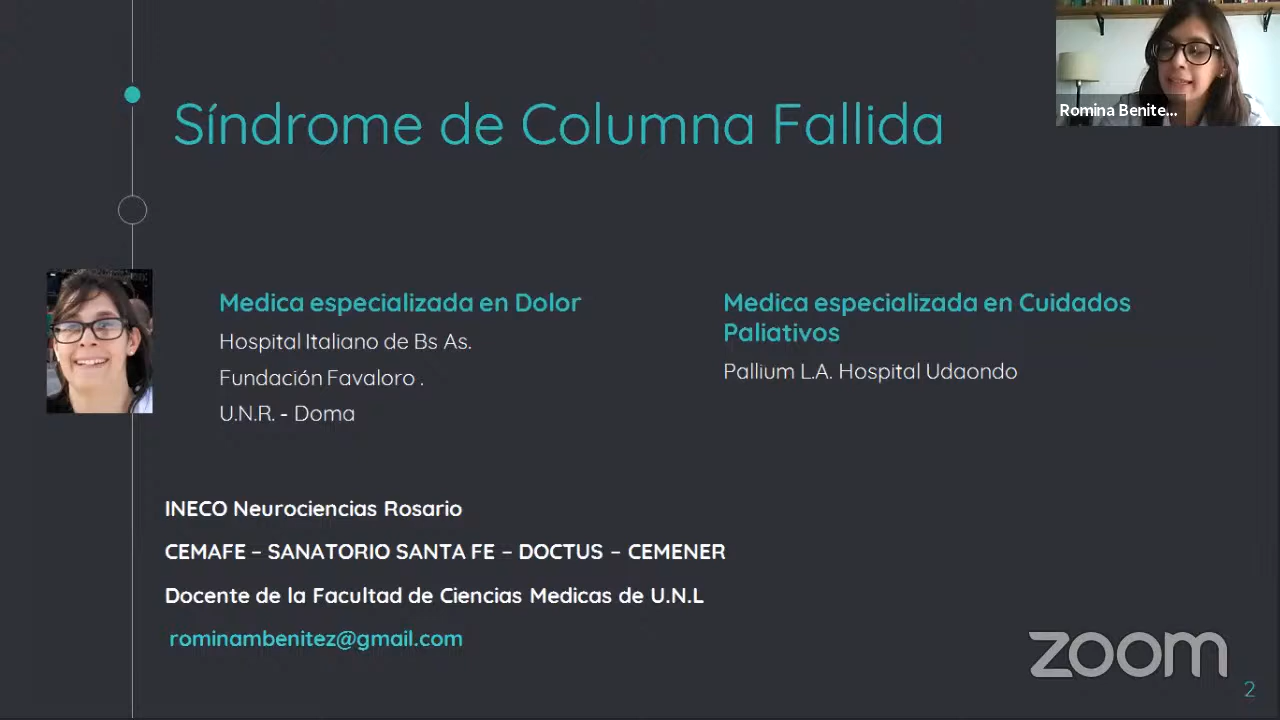 Síndrome de Columna Fallida
Romina Benite...
Medica especializada en Dolor
Hospital Italiano de Bs As.
Fundación Favaloro .
U.N.R. - Doma
Medica especializada en Cuidados
Paliativos
Pallium L.A. Hospital Udaondo
INECO Neurociencias Rosario
CEMAFE – SANATORIO SANTA FE – DOCTUS – CEMENER
Docente de la Facultad de Ciencias Medicas de U.N.L
rominambenitez@gmail.com
zoom
2